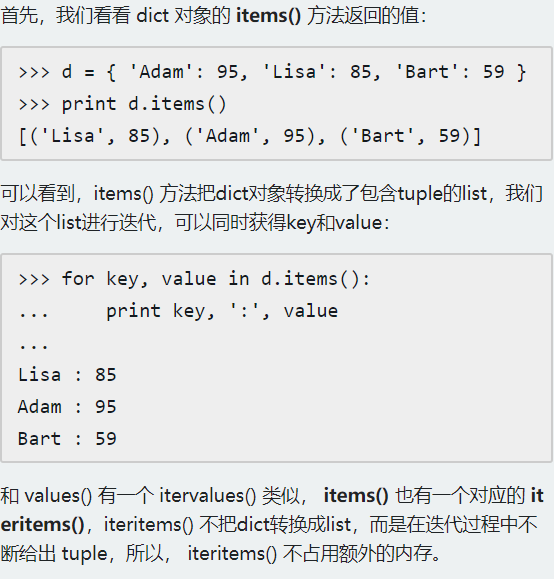 首先，我们看看 dict 对象的 items() 方法返回的值：
>>> d = { 'Adam': 95, 'Lisa': 85, 'Bart': 59 }
>>> print d.items()
[('Lisa', 85), ('Adam', 95), ('Bart', 59)]
可以看到，items() 方法把dict对象转换成了包含tuple的list，我们
对这个list进行迭代，可以同时获得key和value：
>>> for key, value in d.items():
...     print key, ':', value
...
Lisa : 85
Adam : 95
Bart : 59
和 values() 有一个 itervalues() 类似， items() 也有一个对应的 it
eritems()，iteritems() 不把dict转换成list，而是在迭代过程中不
断给出 tuple，所以， iteritems() 不占用额外的内存。